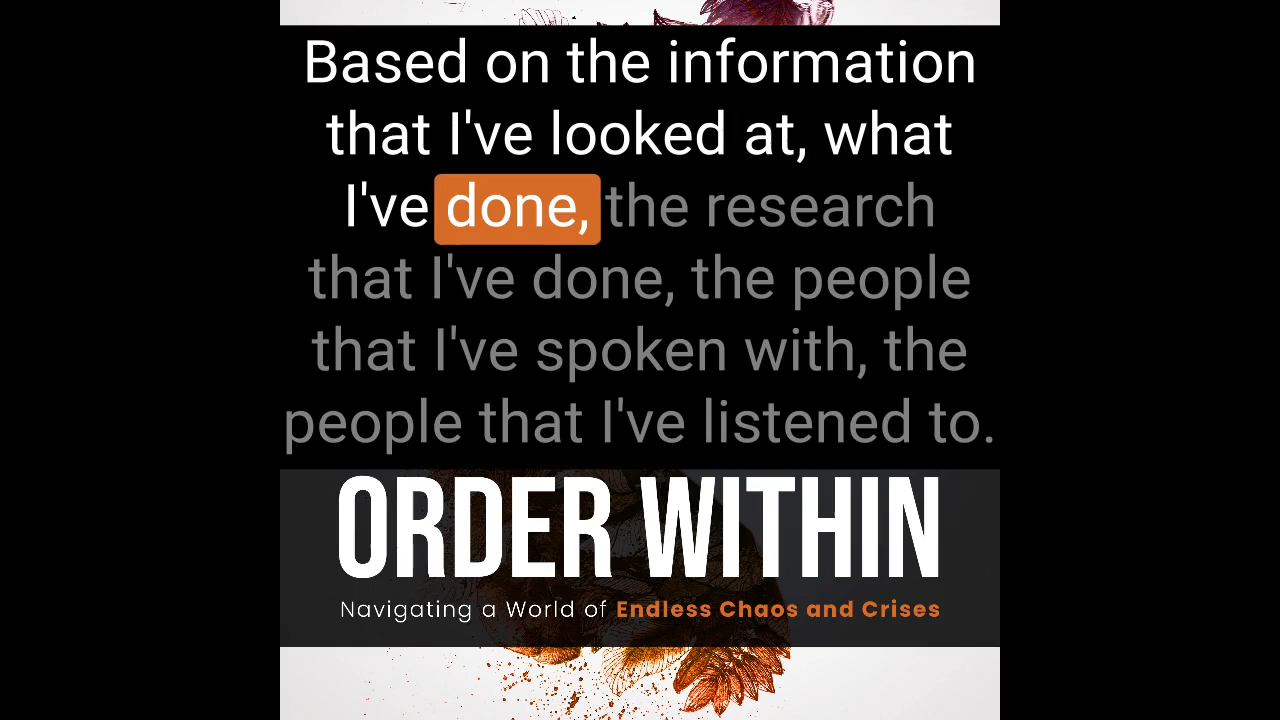 Based on the information
that I've looked at, what
I've done, the research
that I've done, the people
that I've spoken with, the
people that I've listened to.
ORDER WITHIN
Navigating a World of Endless Chaos and Crises